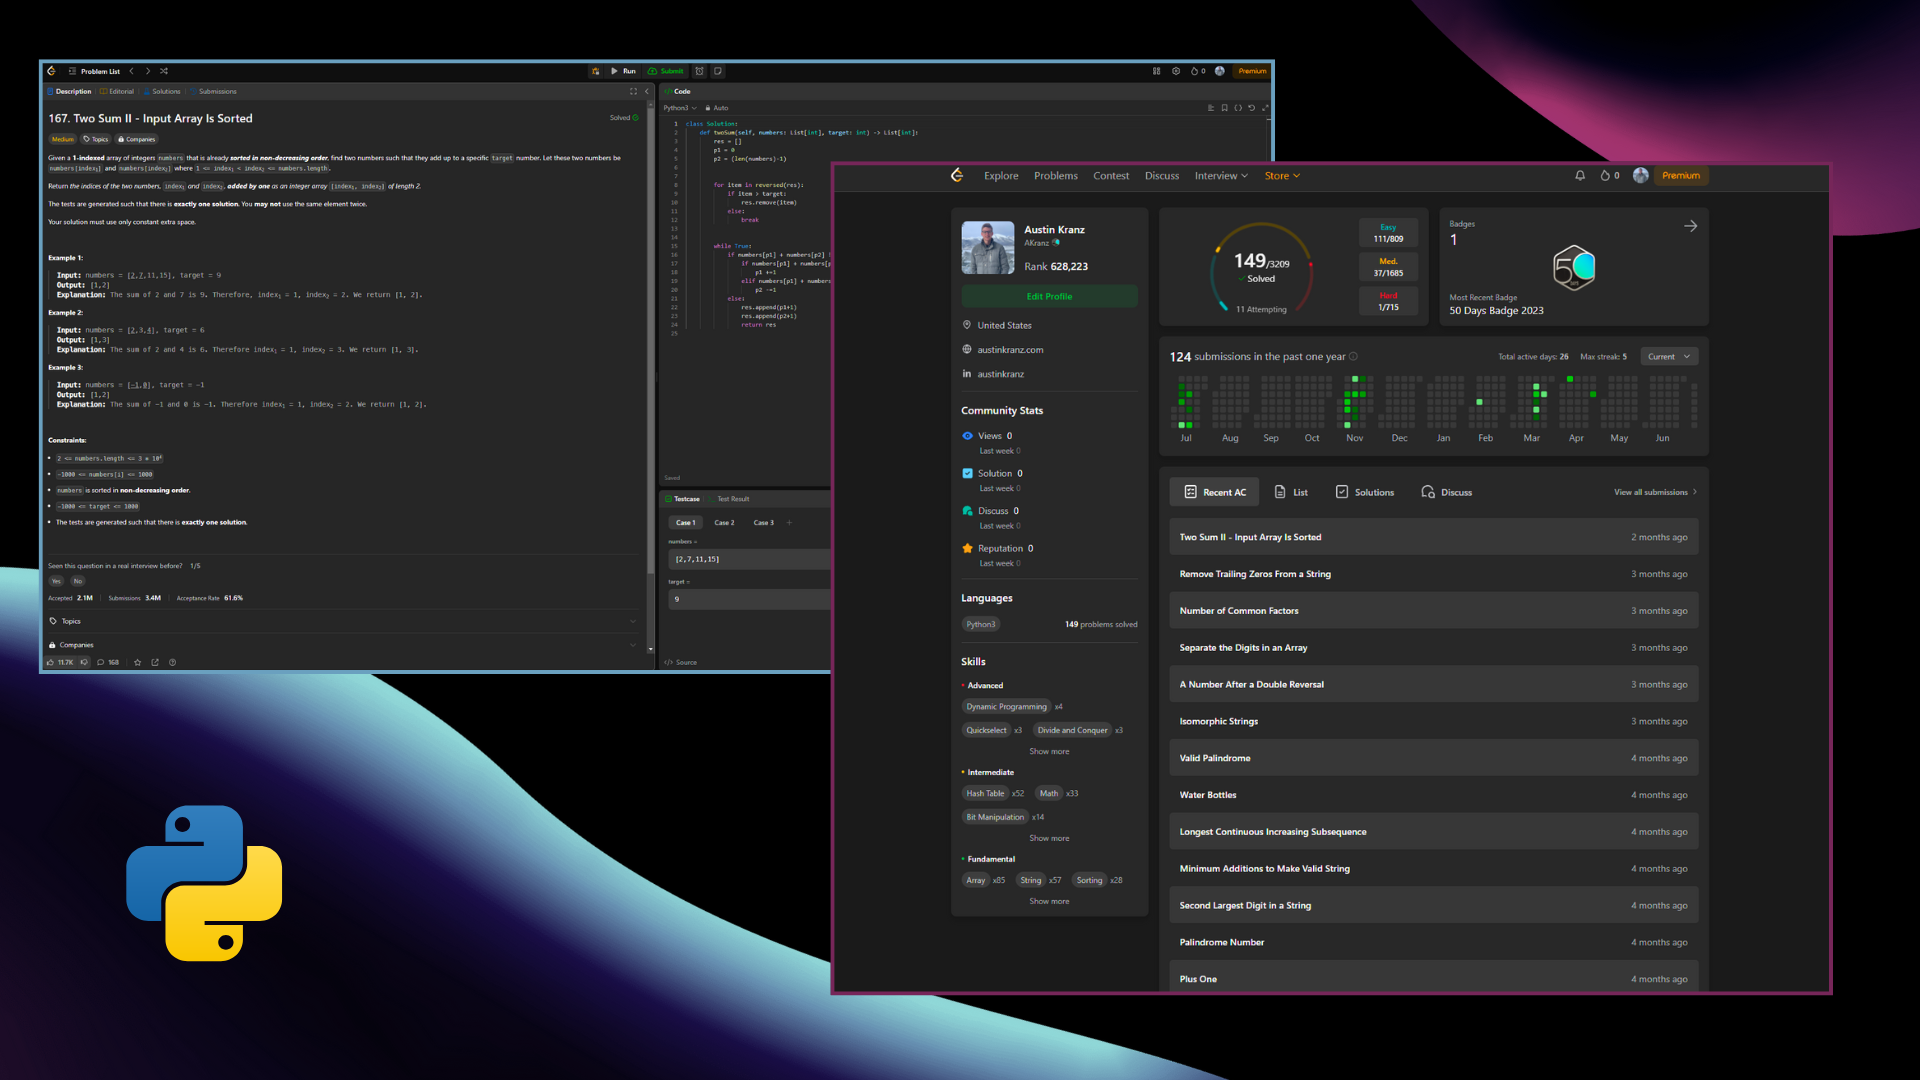 Problem List
Run
Submit
0
Premium
Description
Editorial
Solutions
Submissions
167. Two Sum II - Input Array Is Sorted
Solved
Medium
Topics
Companies
Given a 1-indexed array of integers numbers that is already sorted in non-decreasing order, find two numbers such that they add up to a specific target number. Let these two numbers be
numbers[index₁] and numbers[index₂] where 1 <= index₁ < index₂ <= numbers.length.
Return the indices of the two numbers, index₁ and index₂, added by one as an integer array [index₁, index₂] of length 2.
The tests are generated such that there is exactly one solution. You may not use the same element twice.
Your solution must use only constant extra space.
Example 1:
Input: numbers = [2,7,11,15], target = 9
Output: [1,2]
Explanation: The sum of 2 and 7 is 9. Therefore, index₁ = 1, index₂ = 2. We return [1, 2].
Example 2:
Input: numbers = [2,3,4], target = 6
Output: [1,3]
Explanation: The sum of 2 and 4 is 6. Therefore index₁ = 1, index₂ = 3. We return [1, 3].
Example 3:
Input: numbers = [-1,0], target = -1
Output: [1,2]
Explanation: The sum of -1 and 0 is -1. Therefore index₁ = 1, index₂ = 2. We return [1, 2].
Constraints:
2 <= numbers.length <= 3 * 10⁴
-1000 <= numbers[i] <= 1000
numbers is sorted in non-decreasing order.
-1000 <= target <= 1000
The tests are generated such that there is exactly one solution.
Seen this question in a real interview before? 1/5
Yes
No
Accepted 2.1M
Submissions 3.4M
Acceptance Rate 61.6%
Topics
Companies
11.7K
168
Code
Python3
Auto
1 class Solution:
2 def twoSum(self, numbers: List[int], target: int) -> List[int]:
3 res = []
4 p1 = 0
5 p2 = (len(numbers)-1)
6
7
8 for item in reversed(res):
9 if item > target:
10 res.remove(item)
11 else:
12 break
13
14
15 while True:
16 if numbers[p1] + numbers[p2]
17 if numbers[p1] + numbers[p
18 p1 +=1
19 elif numbers[p1] + numbers
20 p2 -=1
21 else:
22 res.append(p1+1)
23 res.append(p2+1)
24 return res
25
Saved
Testcase
Test Result
Case 1
Case 2
Case 3
+
numbers =
[2,7,11,15]
target =
9
Source
Explore
Problems
Contest
Discuss
Interview
Store
0
Premium
Austin Kranz
AKranz
Rank 628,223
Edit Profile
United States
austinkranz.com
austinkranz
Community Stats
Views 0
Last week 0
Solution 0
Last week 0
Discuss 0
Last week 0
Reputation 0
Last week 0
Languages
Python3
149 problems solved
Skills
Advanced
Dynamic Programming x4
Quickselect x3
Divide and Conquer x3
Show more
Intermediate
Hash Table x52
Math x33
Bit Manipulation x14
Show more
Fundamental
Array x85
String x57
Sorting x28
Show more
149/3209
Solved
11 Attempting
Easy
111/809
Med.
37/1685
Hard
1/715
Badges
1
50
Most Recent Badge
50 Days Badge 2023
124 submissions in the past one year
Total active days: 26
Max streak: 5
Current
Jul
Aug
Sep
Oct
Nov
Dec
Jan
Feb
Mar
Apr
May
Jun
Recent AC
List
Solutions
Discuss
View all submissions
Two Sum II - Input Array Is Sorted 2 months ago
Remove Trailing Zeros From a String 3 months ago
Number of Common Factors 3 months ago
Separate the Digits in an Array 3 months ago
A Number After a Double Reversal 3 months ago
Isomorphic Strings 3 months ago
Valid Palindrome 4 months ago
Water Bottles 4 months ago
Longest Continuous Increasing Subsequence 4 months ago
Minimum Additions to Make Valid String 4 months ago
Second Largest Digit in a String 4 months ago
Palindrome Number 4 months ago
Plus One 4 months ago